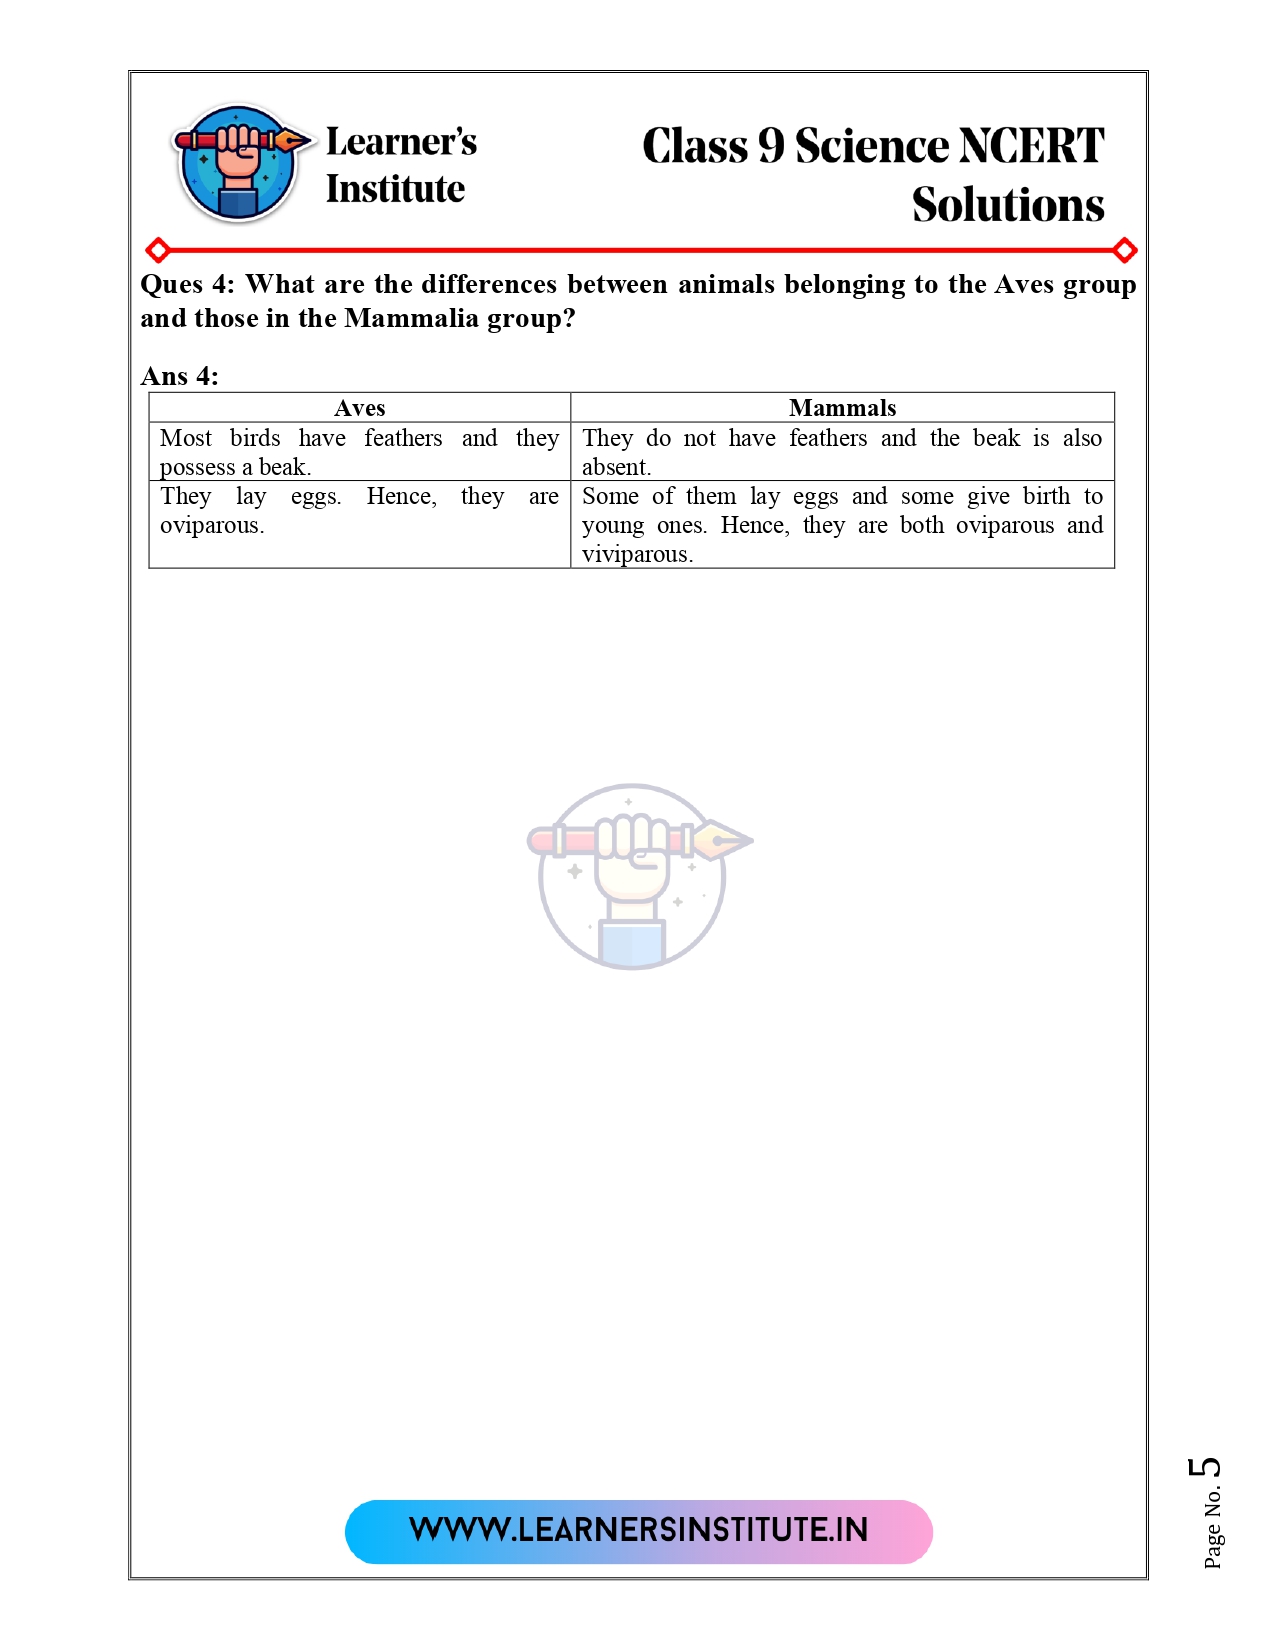 Learner's
Institute
Class 9 Science NCERT
Solutions
Ques 4: What are the differences between animals belonging to the Aves group
and those in the Mammalia group?
Ans 4:
Aves
Mammals
Most birds have feathers and they
possess a beak.
They do not have feathers and the beak is also
absent.
They lay eggs. Hence, they are
oviparous.
Some of them lay eggs and some give birth to
young ones. Hence, they are both oviparous and
viviparous.
WWW.LEARNERSINSTITUTE.IN
Page No. 5